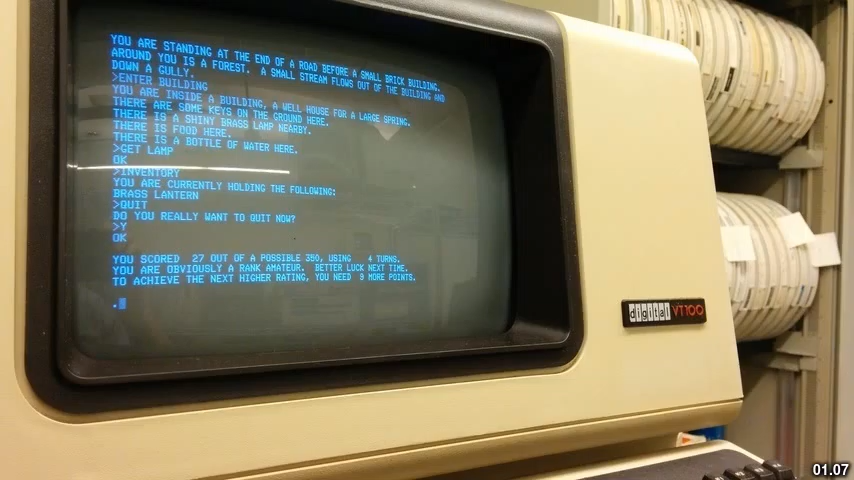 YOU ARE STANDING AT THE END OF A ROAD BEFORE A SMALL BRICK BUILDING.
AROUND YOU IS A FOREST.  A SMALL STREAM FLOWS OUT OF THE BUILDING AND
DOWN A GULLY.
>ENTER BUILDING
YOU ARE INSIDE A BUILDING, A WELL HOUSE FOR A LARGE SPRING.
THERE ARE SOME KEYS ON THE GROUND HERE.
THERE IS A SHINY BRASS LAMP NEARBY.
THERE IS FOOD HERE.
THERE IS A BOTTLE OF WATER HERE.
>GET LAMP
OK
>INVENTORY
YOU ARE CURRENTLY HOLDING THE FOLLOWING:
BRASS LANTERN
>QUIT
DO YOU REALLY WANT TO QUIT NOW?
>Y
OK
YOU SCORED  27 OUT OF A POSSIBLE 350, USING   4 TURNS.
YOU ARE OBVIOUSLY A RANK AMATEUR.  BETTER LUCK NEXT TIME.
TO ACHIEVE THE NEXT HIGHER RATING, YOU NEED  9 MORE POINTS.
.
digital VT100
01.07